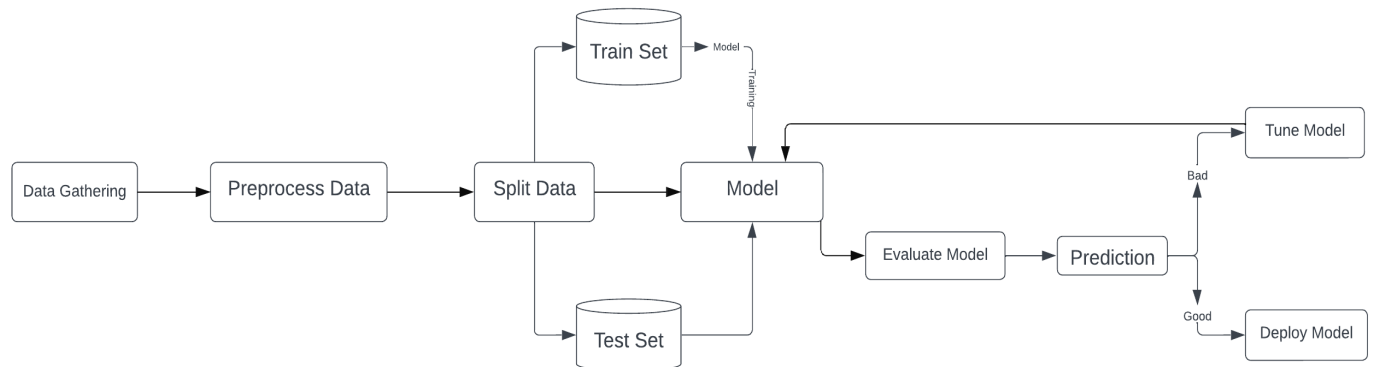 Train Set
Model
Training
Tune Model
Data Gathering
Preprocess Data
Split Data
Model
Bad
Evaluate Model
Prediction
Good
Test Set
Deploy Model